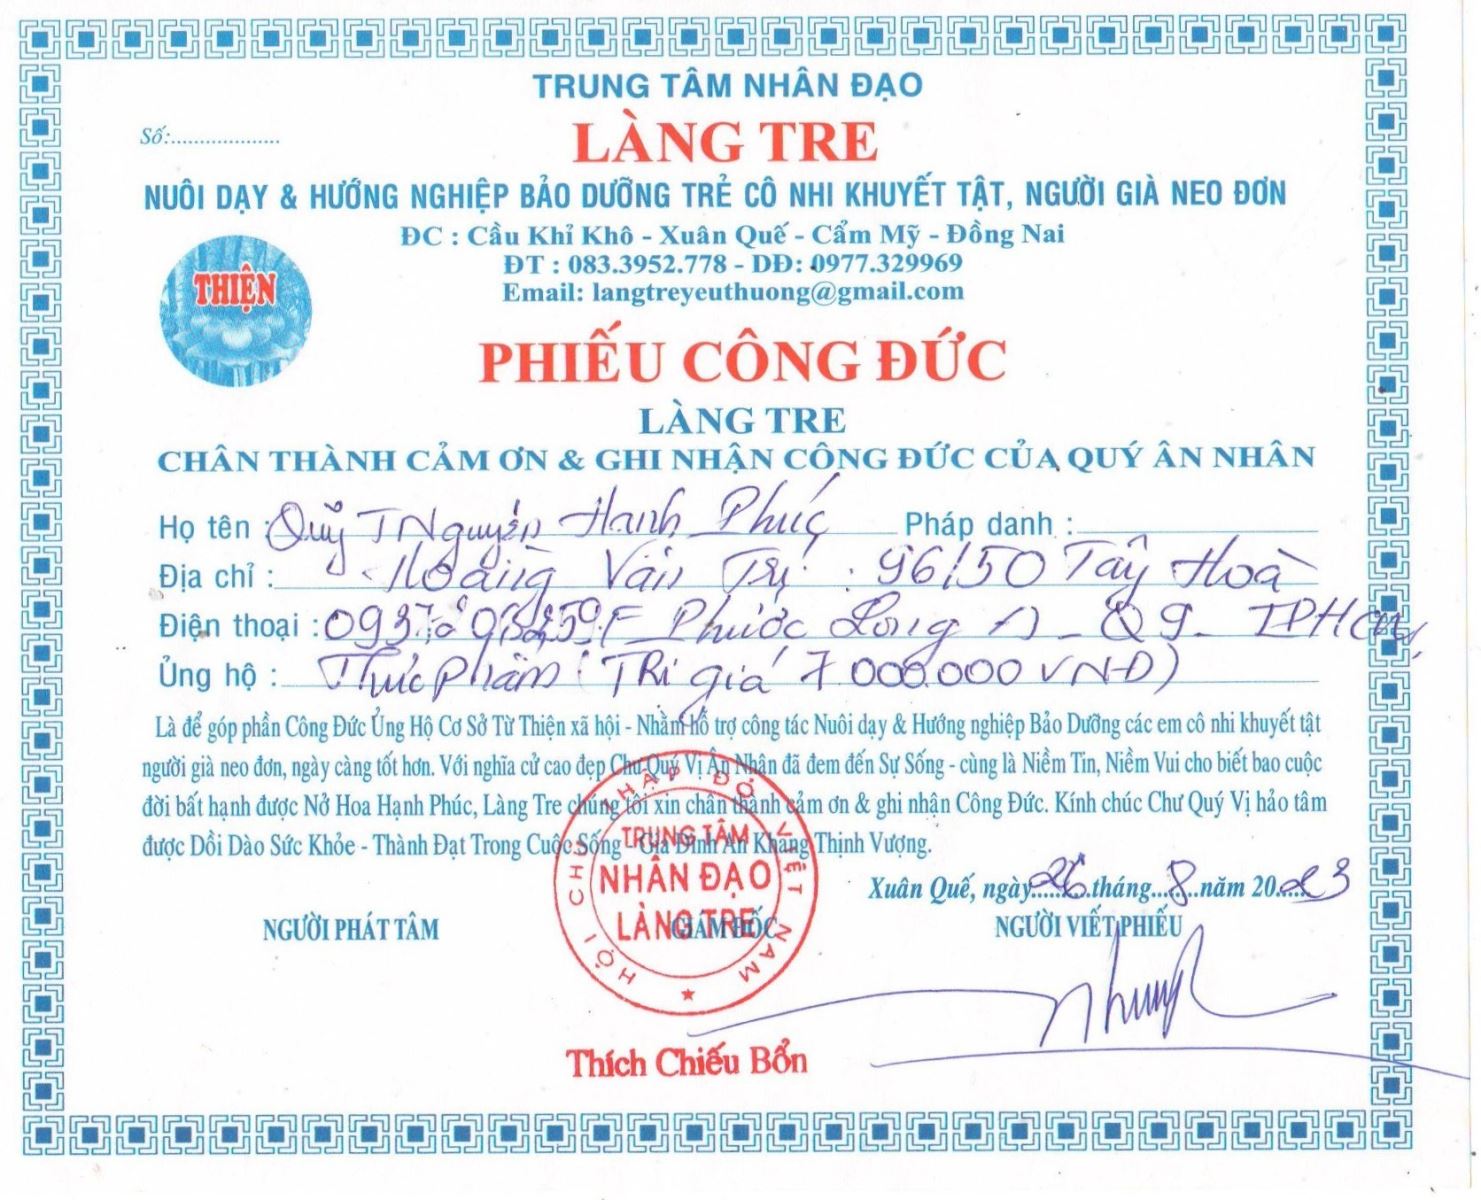 TRUNG TÂM NHÂN ĐẠO
Số:...................
LÀNG TRE
NUÔI DẠY & HƯỚNG NGHIỆP BẢO DƯỠNG TRẺ CÔ NHI KHUYẾT TẬT, NGƯỜI GIÀ NEO ĐƠN
ĐC : Cầu Khỉ Khô - Xuân Quế - Cẩm Mỹ - Đồng Nai
ĐT : 083.3952.778 - DĐ: 0977.329969
Email: langtreyeuthuong@gmail.com
THIỆN
PHIẾU CÔNG ĐỨC
LÀNG TRE
CHÂN THÀNH CẢM ƠN & GHI NHẬN CÔNG ĐỨC CỦA QUÝ ÂN NHÂN
Họ tên : Quỹ TNguyện Hạnh Phúc Pháp danh :
Địa chỉ : Hoàng Văn Trị : 96/50 Tây Hoà
Điện thoại : F Phước Long A - Q9 - TPHCM
Ủng hộ : Thực Phẩm (Trị giá 7.000.000 VNĐ)
Là để góp phần Công Đức Ủng Hộ Cơ Sở Từ Thiện xã hội - Nhằm hổ trợ công tác Nuôi dạy & Hướng nghiệp Bảo Dưỡng các em cô nhi khuyết tật
người già neo đơn, ngày càng tốt hơn. Với nghĩa cử cao đẹp Chư Quý Vị Ân Nhân đã đem đến Sự Sống - cùng là Niềm Tin, Niềm Vui cho biết bao cuộc
đời bất hạnh được Nở Hoa Hạnh Phúc, Làng Tre chúng tôi xin chân thành cảm ơn & ghi nhận Công Đức. Kính chúc Chư Quý Vị hảo tâm
được Dồi Dào Sức Khỏe - Thành Đạt Trong Cuộc Sống - Gia Đình An Khang Thịnh Vượng.
Xuân Quế, ngày 26 tháng 8 năm 2023
NGƯỜI PHÁT TÂM GIÁM ĐỐC NGƯỜI VIẾT PHIẾU
HỘI CHỮ THẬP ĐỎ VIỆT NAM
TRUNG TÂM
NHÂN ĐẠO
LÀNG TRE
Nhung
Thích Chiếu Bổn